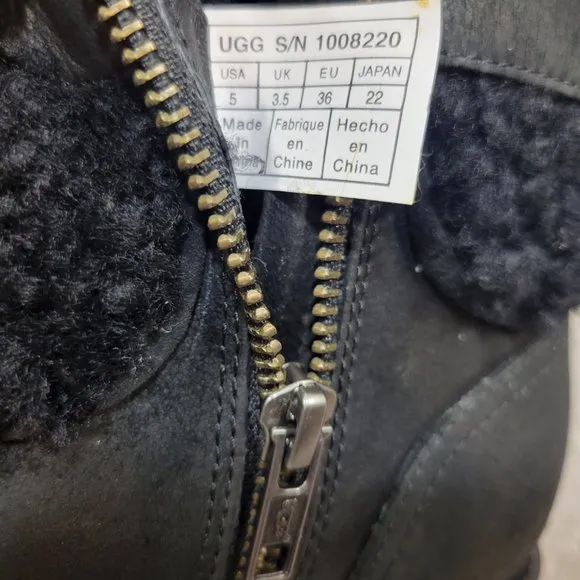 UGG S/N 1008220
USA UK EU JAPAN
5 3.5 36 22
Made Fabrique Hecho
in en en
China Chine China